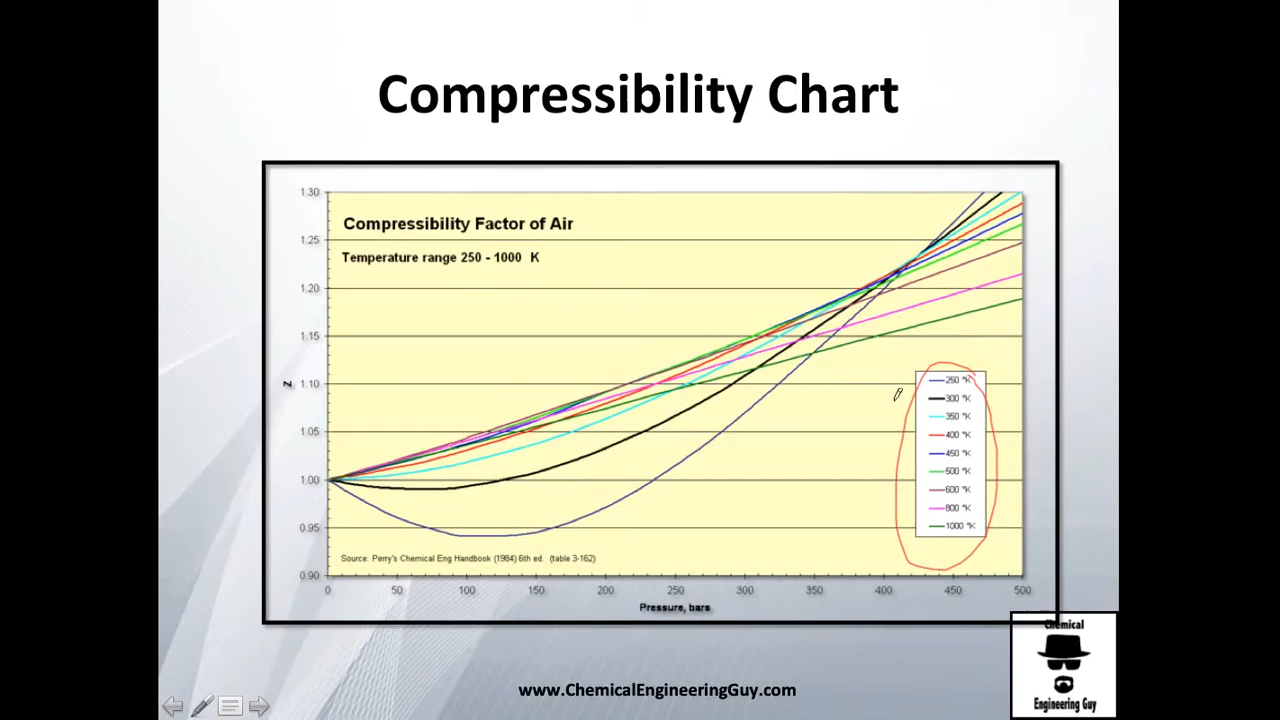 Compressibility Chart
1.30
Compressibility Factor of Air
1.25
Temperature range 250 - 1000 K
1.20
1.15
1.10
1.05
1.00
0.95
0.90
Z
250 °K
300 °K
350 °K
400 °K
450 °K
500 °K
600 °K
800 °K
1000 °K
Source: Perry's Chemical Eng Handbook (1984) 6th ed. (table 3-162)
0 50 100 150 200 250 300 350 400 450 500
Pressure, bars
Chemical
Engineering Guy
www.ChemicalEngineeringGuy.com